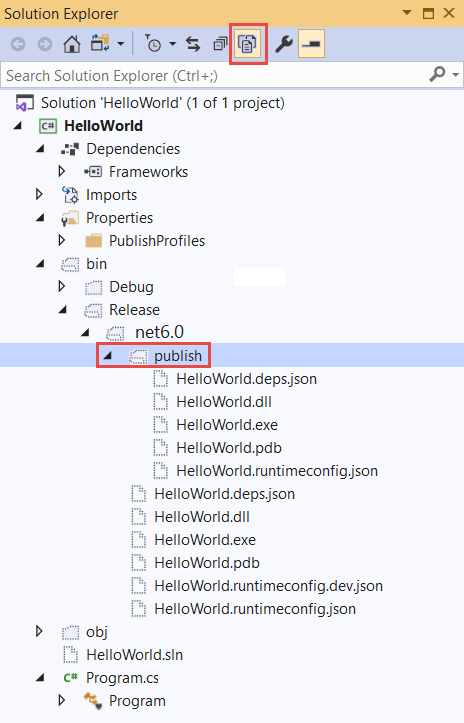 Solution Explorer
Search Solution Explorer (Ctrl+;)
Solution 'HelloWorld' (1 of 1 project)
C# HelloWorld
Dependencies
Frameworks
Imports
Properties
PublishProfiles
bin
Debug
Release
net6.0
publish
HelloWorld.deps.json
HelloWorld.dll
HelloWorld.exe
HelloWorld.pdb
HelloWorld.runtimeconfig.json
HelloWorld.deps.json
HelloWorld.dll
HelloWorld.exe
HelloWorld.pdb
HelloWorld.runtimeconfig.dev.json
HelloWorld.runtimeconfig.json
obj
HelloWorld.sln
C# Program.cs
Program